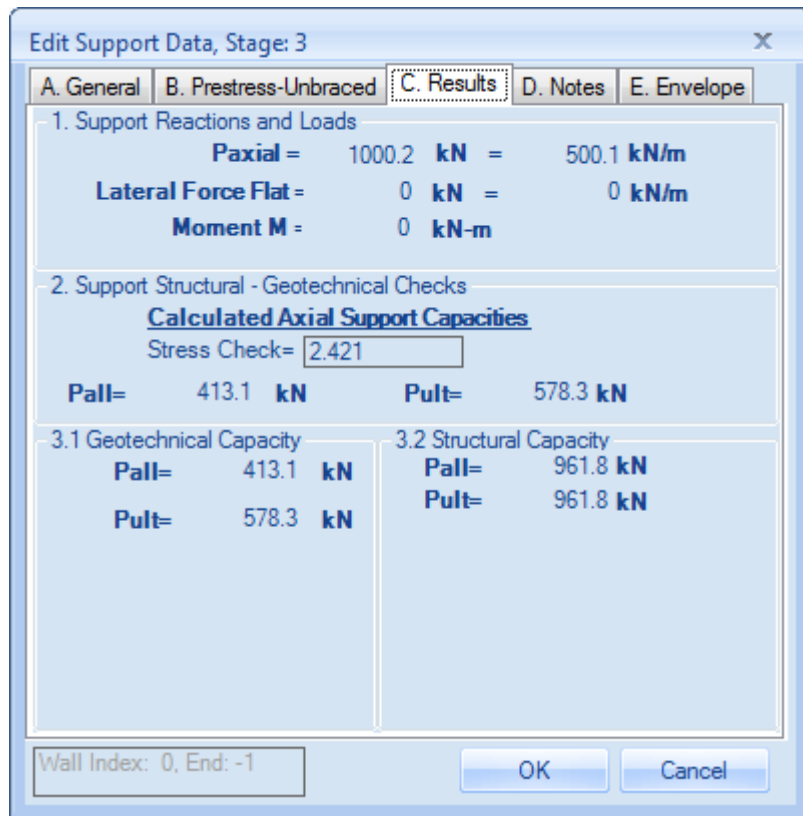 Edit Support Data, Stage: 3 x
A. General B. Prestress-Unbraced C. Results D. Notes E. Envelope
1. Support Reactions and Loads
Paxial = 1000.2 kN = 500.1 kN/m
Lateral Force Flat = 0 kN = 0 kN/m
Moment M = 0 kN-m
2. Support Structural - Geotechnical Checks
Calculated Axial Support Capacities
Stress Check= 2.421
Pall= 413.1 kN Pult= 578.3 kN
3.1 Geotechnical Capacity
Pall= 413.1 kN
Pult= 578.3 kN
3.2 Structural Capacity
Pall= 961.8 kN
Pult= 961.8 kN
Wall Index: 0, End: -1
OK Cancel